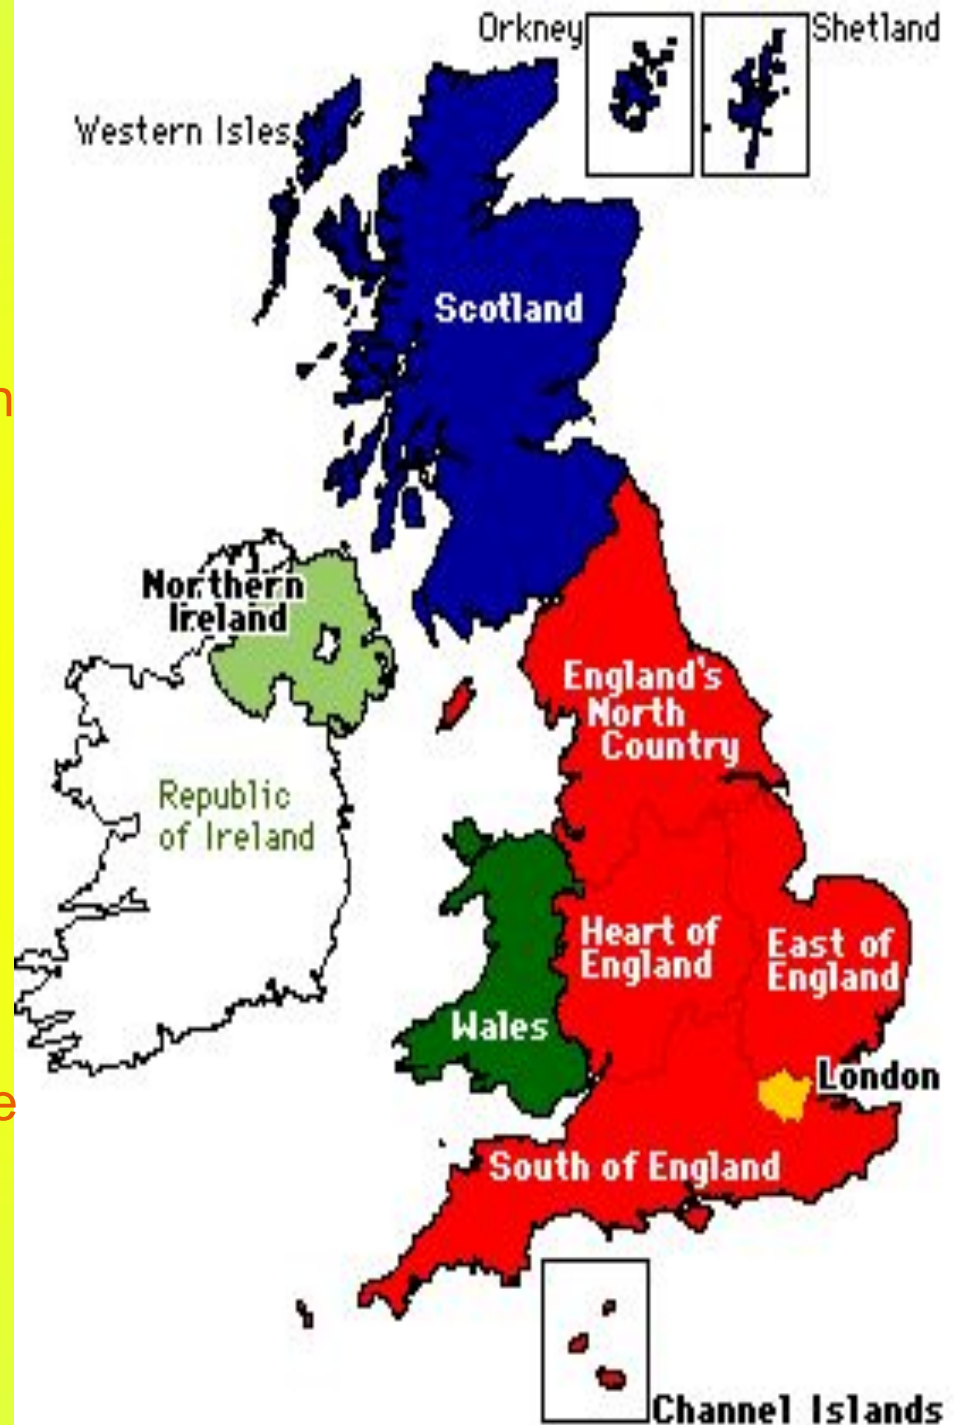 Orkney
Shetland
Western Isles
Scotland
n
Northern
Ireland
England's
North
Country
Republic
of Ireland
Heart of
England
East of
England
Wales
London
e
South of England
Channel Islands